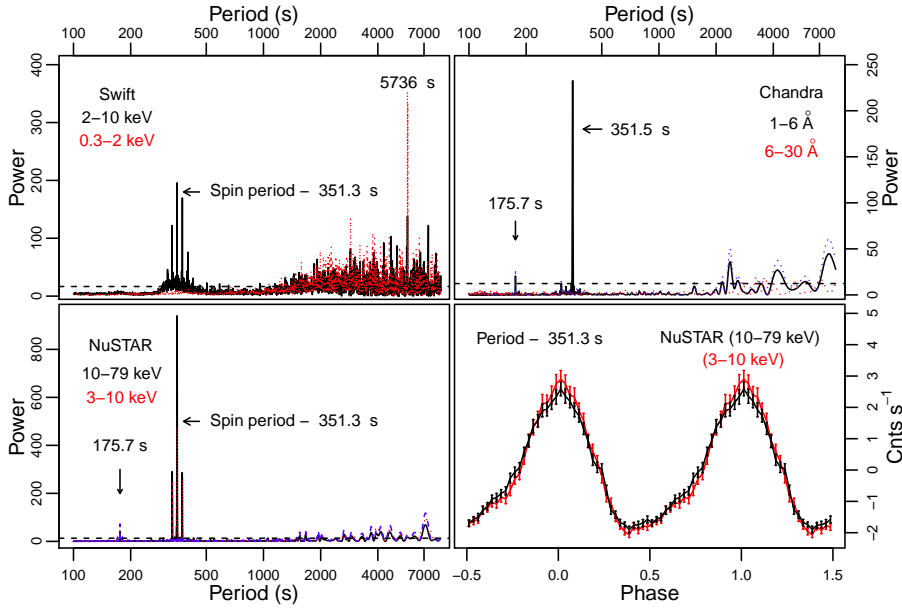 Period (s)
100 200 500 1000 2000 4000 7000
Power
0 100 200 300 400
Swift
2−10 keV
0.3−2 keV
5736 s
Spin period − 351.3 s
Period (s)
100 200 500 1000 2000 4000 7000
Power
0 50 100 150 200 250
Chandra
1−6 Å
6−30 Å
351.5 s
175.7 s
Power
0 200 400 600 800
NuSTAR
10−79 keV
3−10 keV
Spin period − 351.3 s
175.7 s
100 200 500 1000 2000 4000 7000
Period (s)
Period − 351.3 s
NuSTAR (10−79 keV)
(3−10 keV)
Cnts s⁻¹
−2 −1 0 1 2 3 4 5
−0.5 0.0 0.5 1.0 1.5
Phase